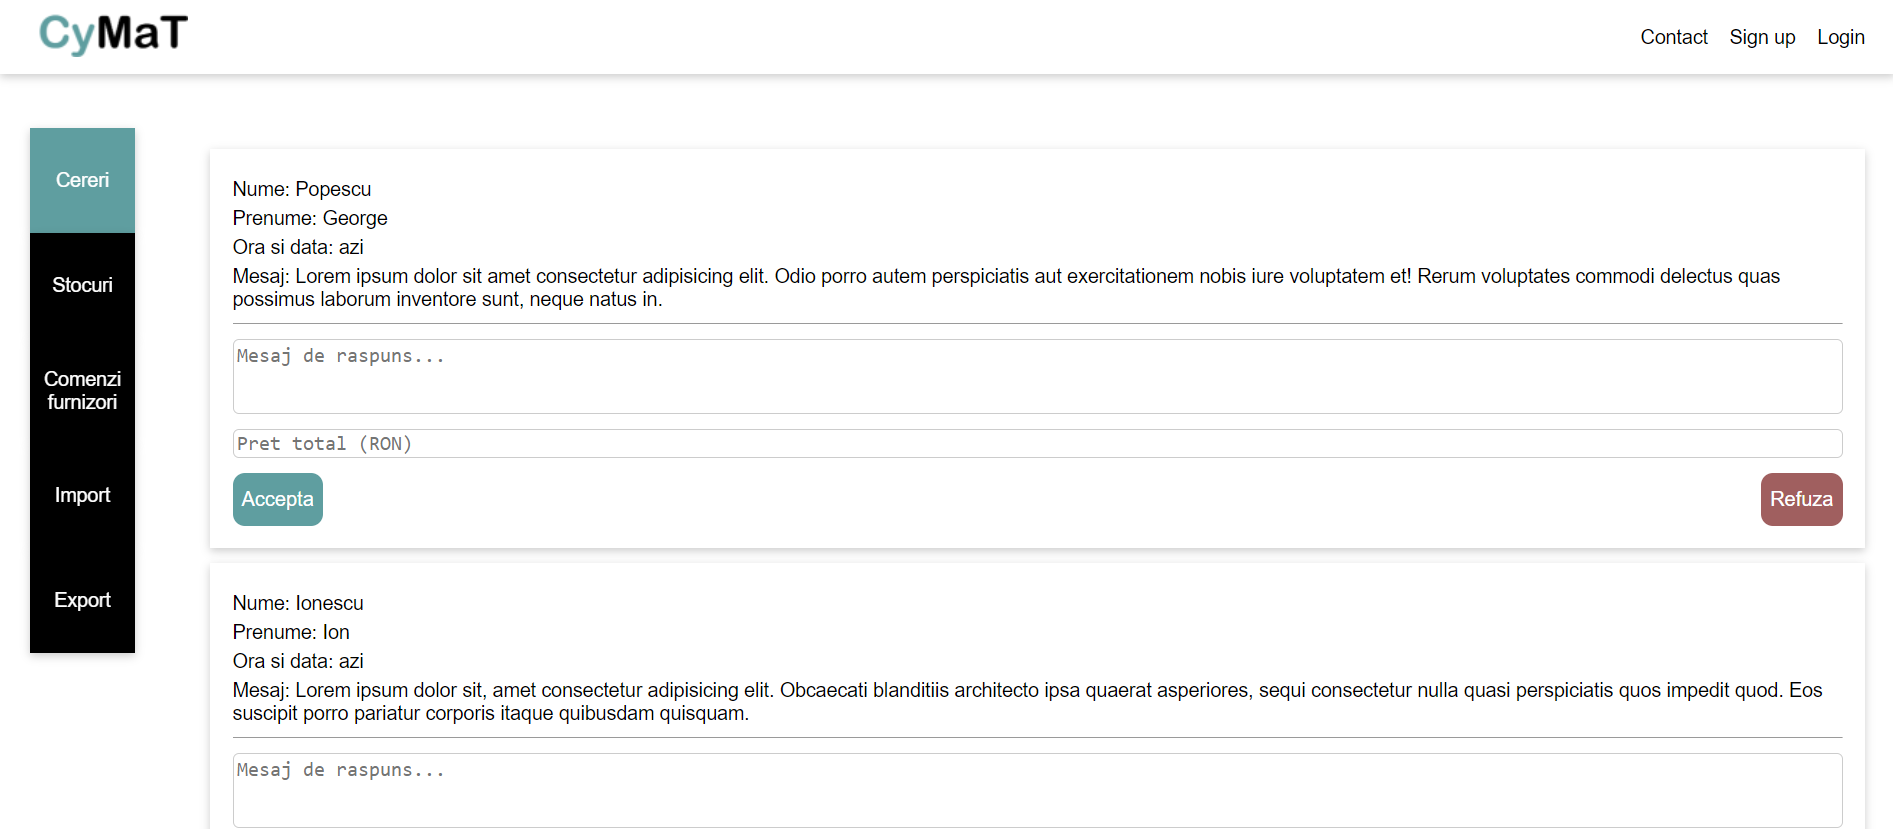 CyMaT
Contact Sign up Login
Cereri
Stocuri
Comenzi
furnizori
Import
Export
Nume: Popescu
Prenume: George
Ora si data: azi
Mesaj: Lorem ipsum dolor sit amet consectetur adipisicing elit. Odio porro autem perspiciatis aut exercitationem nobis iure voluptatem et! Rerum voluptates commodi delectus quas
possimus laborum inventore sunt, neque natus in.
Mesaj de raspuns...
Pret total (RON)
Accepta Refuza
Nume: Ionescu
Prenume: Ion
Ora si data: azi
Mesaj: Lorem ipsum dolor sit, amet consectetur adipisicing elit. Obcaecati blanditiis architecto ipsa quaerat asperiores, sequi consectetur nulla quasi perspiciatis quos impedit quod. Eos
suscipit porro pariatur corporis itaque quibusdam quisquam.
Mesaj de raspuns...